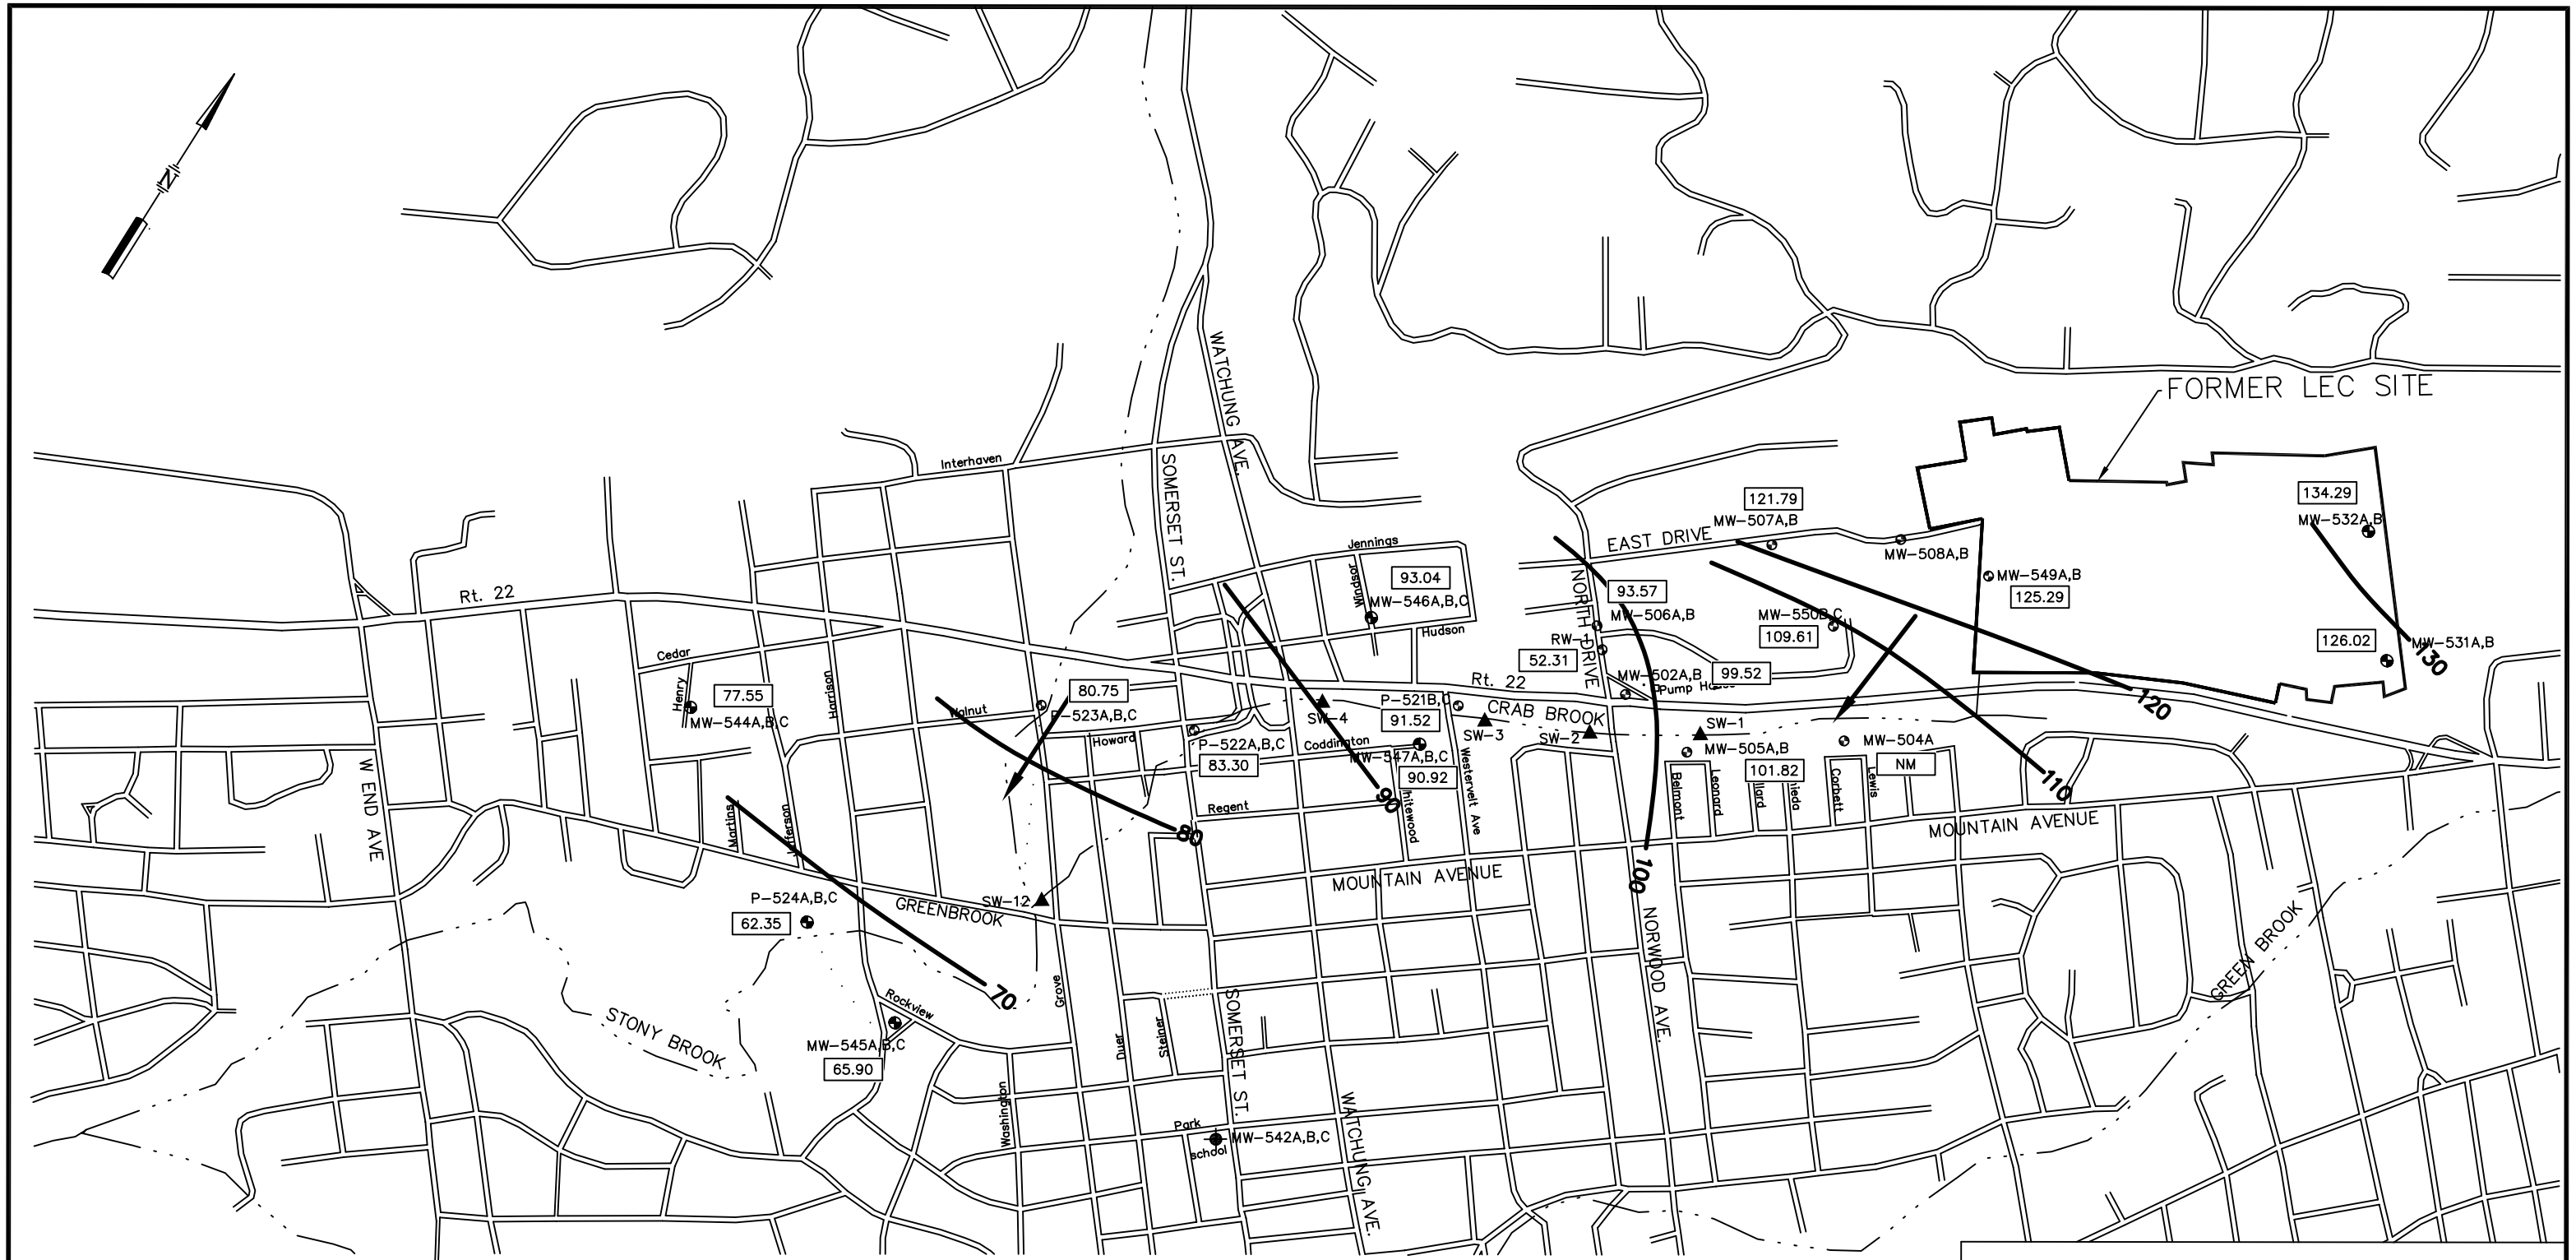 N
FORMER LEC SITE
WATCHUNG AVE.
Interhaven
SOMERSET ST.
134.29
MW-532A,B
121.79
MW-507A,B
EAST DRIVE
MW-508A,B
Jennings
Windsor
93.04
MW-546A,B,C
Hudson
NORTH DRIVE
93.57
MW-506A,B
RW-1
52.31
MW-549A,B
125.29
MW-550B,C
109.61
126.02
MW-531A,B
130
Rt. 22
Cedar
Henry
77.55
MW-544A,B,C
Harrison
80.75
P-523A,B,C
Walnut
Howard
Rt. 22
MW-502A,B
99.52
Pump
120
SW-4
P-521B,C
91.52
CRAB BROOK
SW-3
SW-2
SW-1
P-522A,B,C
83.30
Coddington
MW-547A,B,C
90.92
Westervelt Ave
MW-505A,B
101.82
MW-504A
NM
Belmont
Leonard
Corbett
Lewis
110
90
Regent
80
W END AVE
Martins
MOUNTAIN AVENUE
MOUNTAIN AVENUE
100
P-524A,B,C
62.35
GREENBROOK
SW-12
NORWOOD AVE.
GREEN BROOK
70
STONY BROOK
Rockview
MW-545A,B,C
65.90
Grove
Duer
Steiner
SOMERSET ST.
Washington
Park
school
MW-542A,B,C
WATCHUNG AVE.